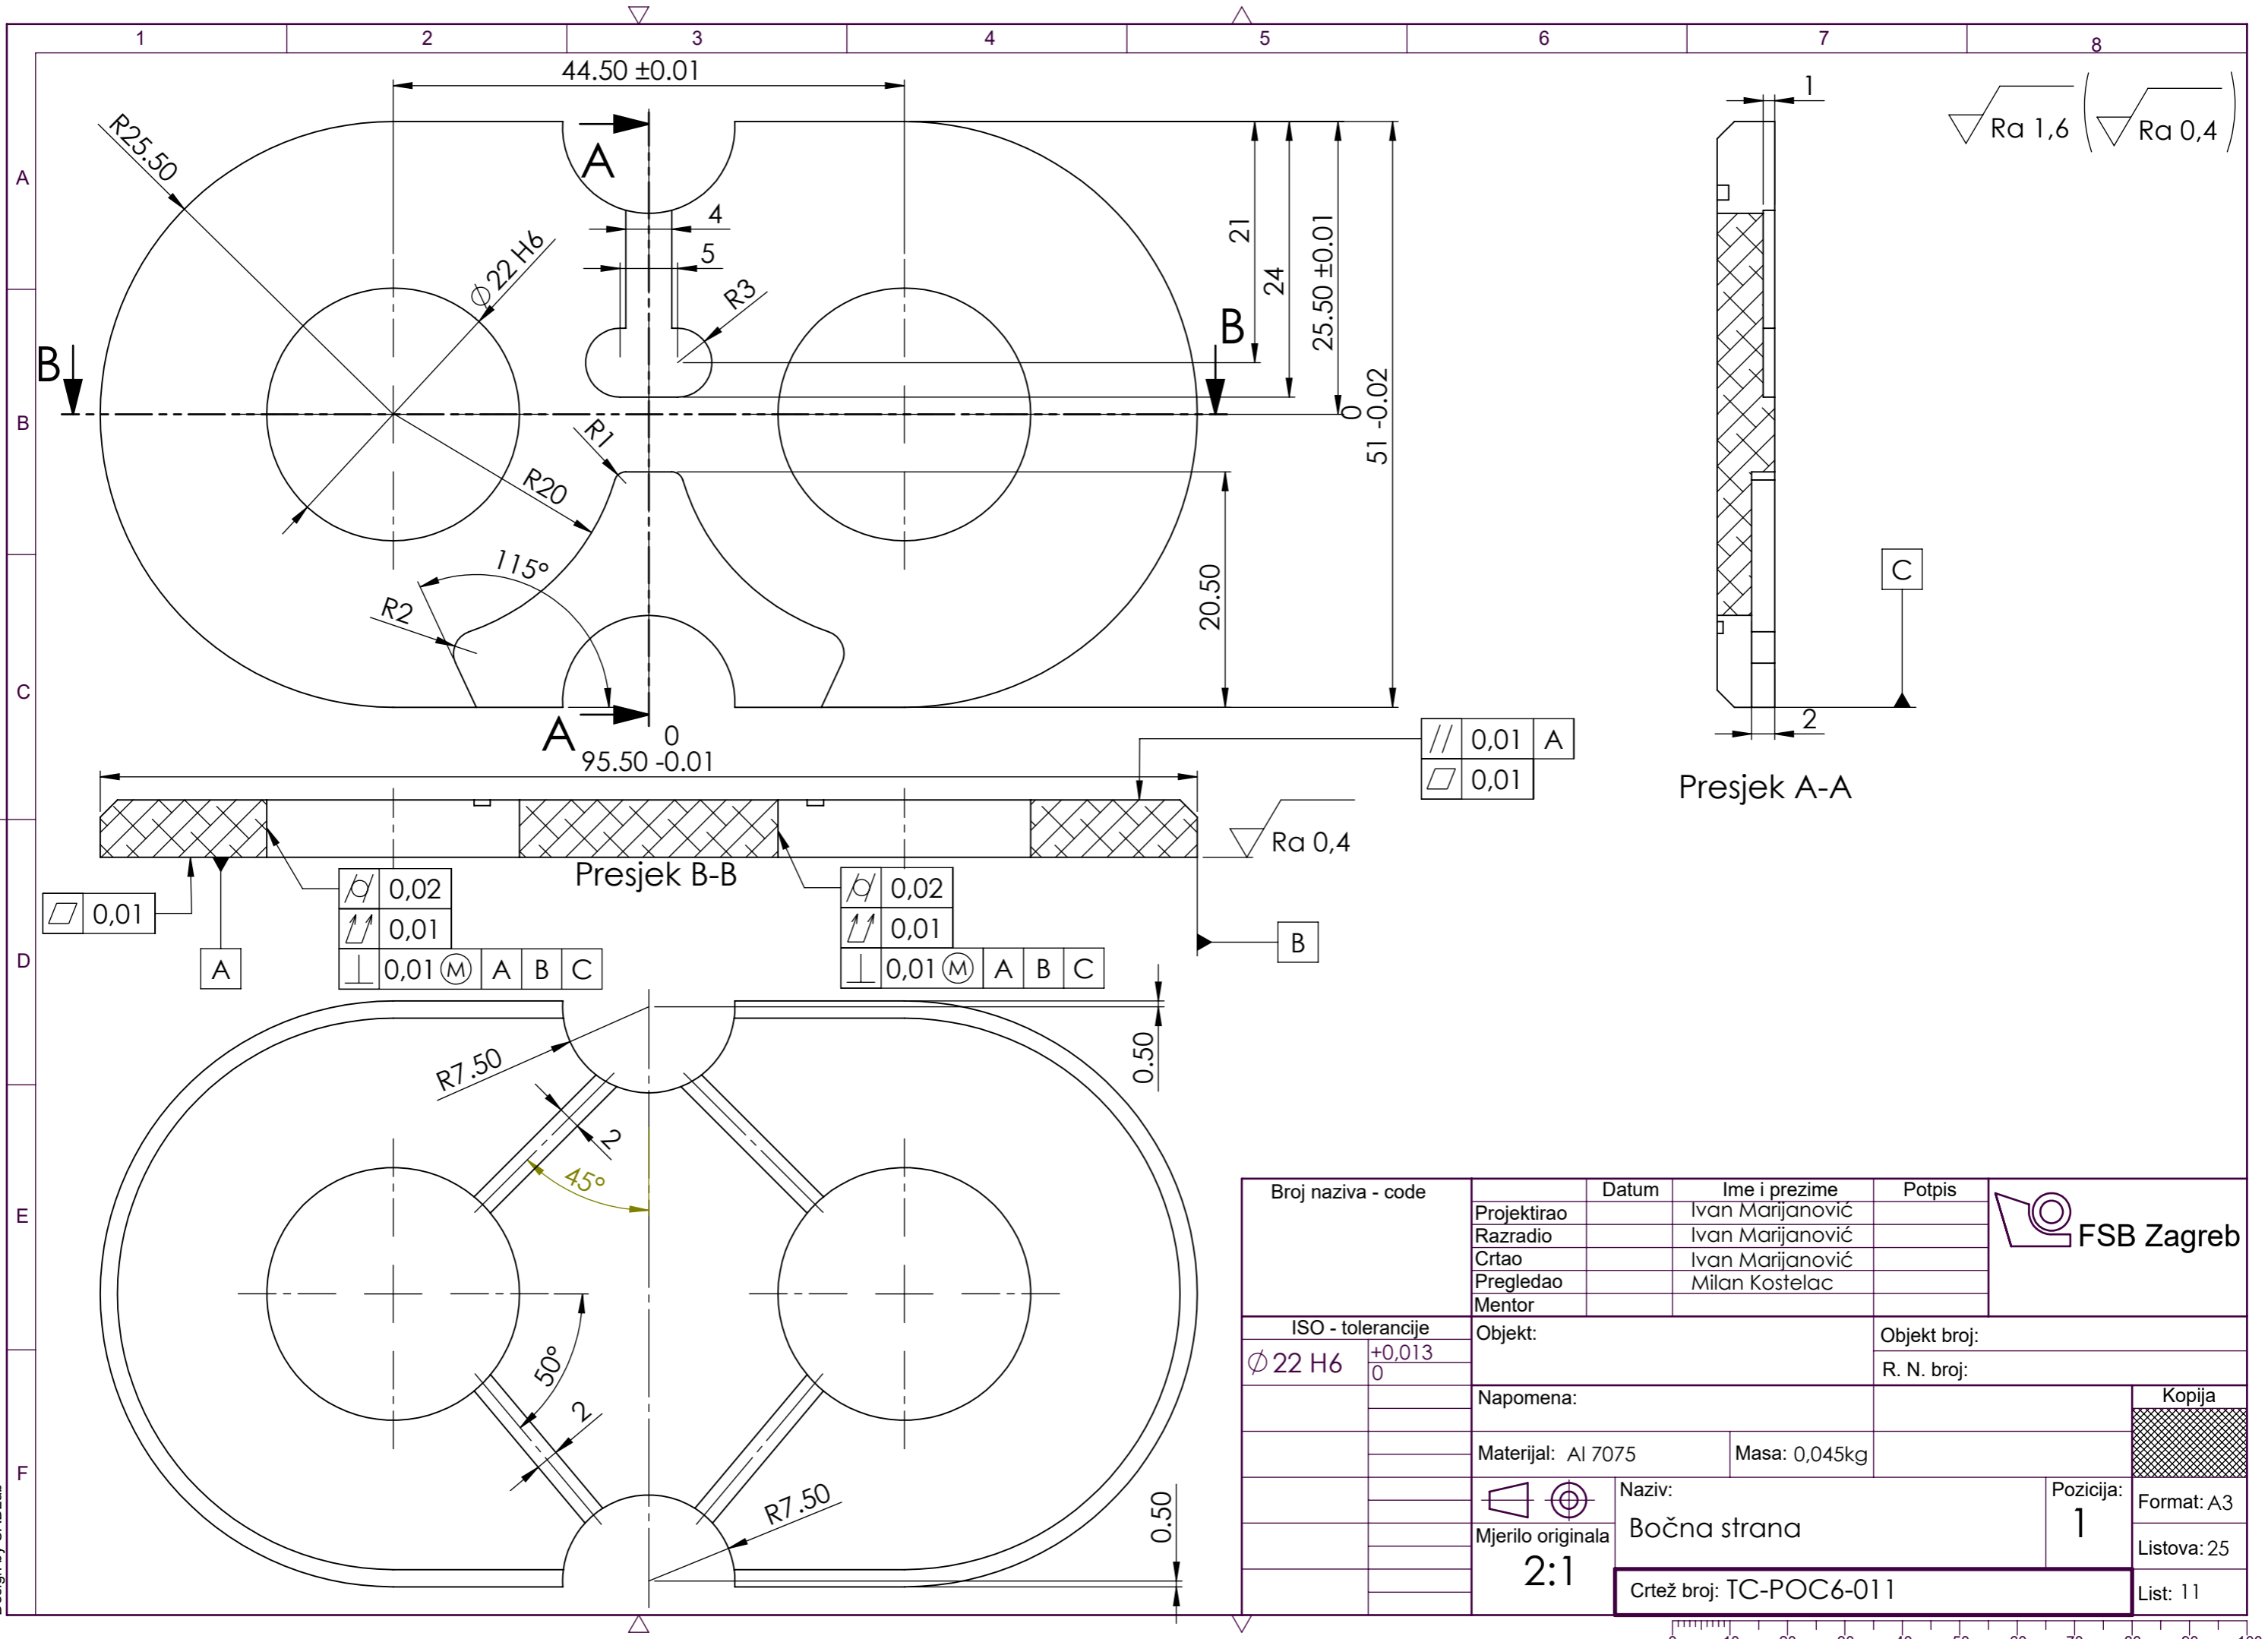 1 2 3 4 5 6 7 8
44.50 ±0.01
1
Ra 1,6 ( Ra 0,4 )
R25.50
A
A
4
5
21
24
25.50 ±0.01
Ø 22 H6
R3
B
B
B
0
51 -0.02
R1
R20
115°
R2
20.50
C
C
A
2
Presjek A-A
0
95.50 -0.01
// 0,01 A
0,01
Ra 0,4
Presjek B-B
0,01
A
0,02
0,01
0,01 Ⓜ A B C
0,02
0,01
0,01 Ⓜ A B C
B
D
R7.50
0.50
2
45°
E
50°
2
R7.50
0.50
F
Broj naziva - code
Datum Ime i prezime Potpis
Projektirao Ivan Marijanović
Razradio Ivan Marijanović
Crtao Ivan Marijanović
Pregledao Milan Kostelac
Mentor
FSB Zagreb
ISO - tolerancije
Ø 22 H6 +0,013
0
Objekt:
Objekt broj:
R. N. broj:
Napomena:
Kopija
Materijal: Al 7075 Masa: 0,045kg
Naziv:
Bočna strana
Pozicija:
1
Format: A3
Mjerilo originala
2:1
Listova: 25
Crtež broj: TC-POC6-011
List: 11